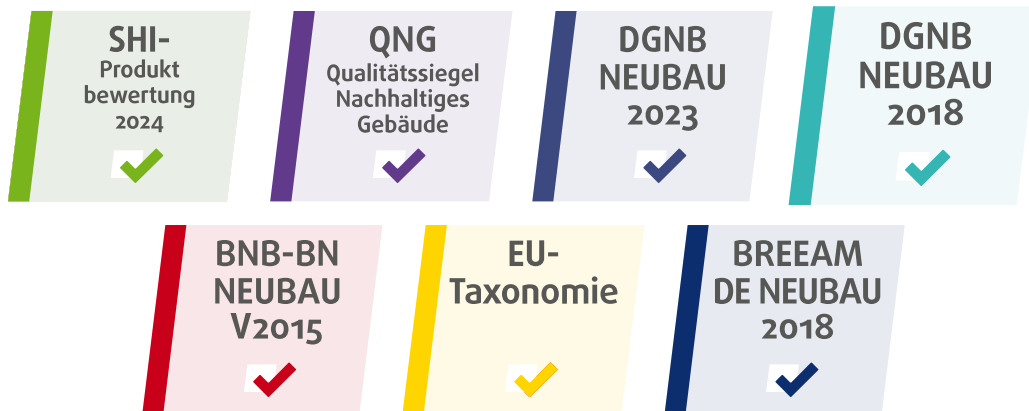 SHI-
Produkt
bewertung
2024
QNG
Qualitätssiegel
Nachhaltiges
Gebäude
DGNB
NEUBAU
2023
DGNB
NEUBAU
2018
BNB-BN
NEUBAU
V2015
EU-
Taxonomie
BREEAM
DE NEUBAU
2018